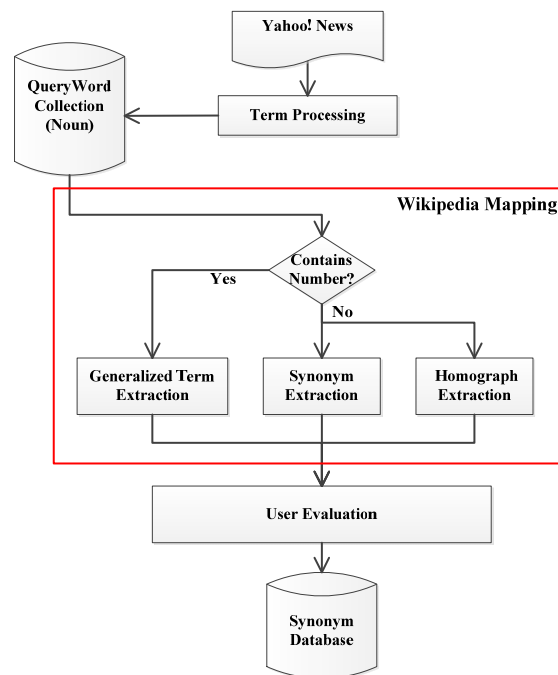 Yahoo! News
QueryWord
Collection
(Noun)
Term Processing
Wikipedia Mapping
Contains
Number?
Yes
No
Generalized Term
Extraction
Synonym
Extraction
Homograph
Extraction
User Evaluation
Synonym
Database